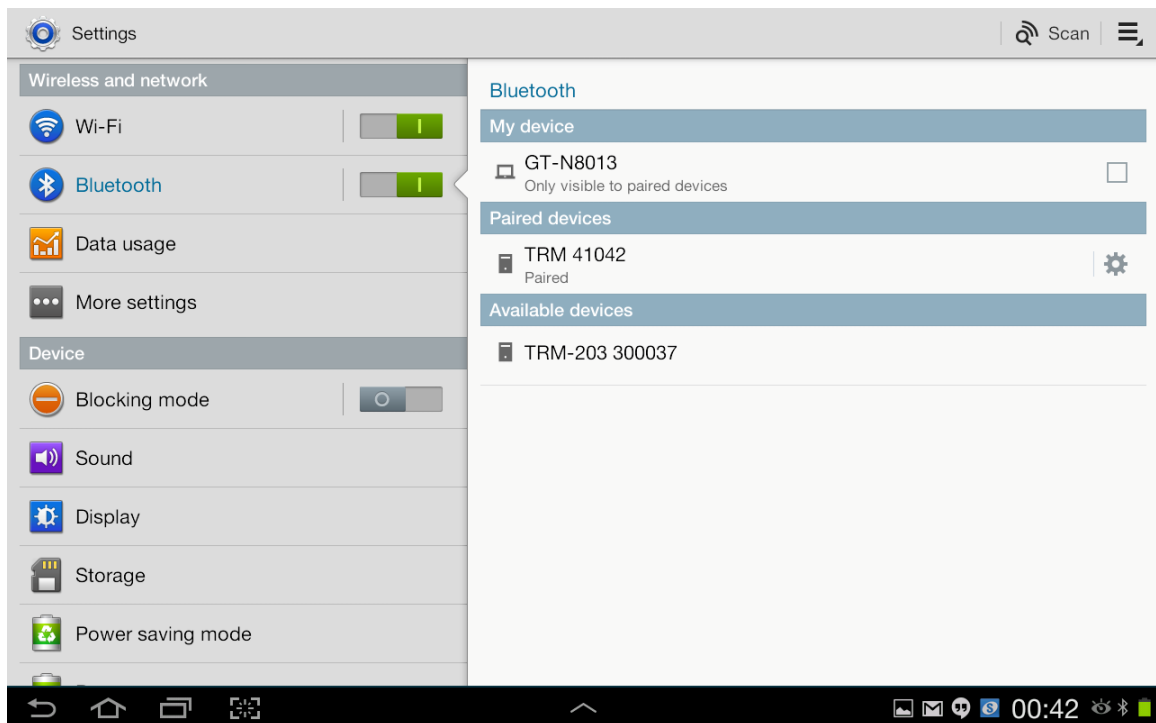 Settings
Scan
Wireless and network
Wi-Fi
Bluetooth
Data usage
More settings
Device
Blocking mode
Sound
Display
Storage
Power saving mode
Bluetooth
My device
GT-N8013
Only visible to paired devices
Paired devices
TRM 41042
Paired
Available devices
TRM-203 300037
00:42